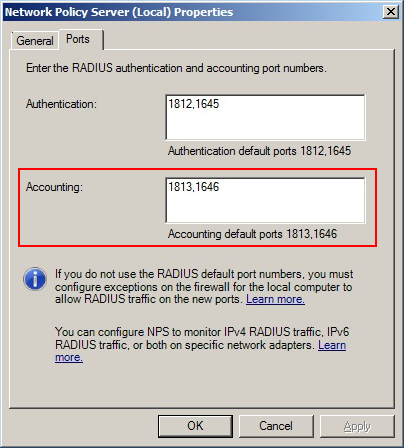 Network Policy Server (Local) Properties
General
Ports
Enter the RADIUS authentication and accounting port numbers.
Authentication:
1812,1645
Authentication default ports 1812,1645
Accounting:
1813,1646
Accounting default ports 1813,1646
If you do not use the RADIUS default port numbers, you must
configure exceptions on the firewall for the local computer to
allow RADIUS traffic on the new ports. Learn more.
You can configure NPS to monitor IPv4 RADIUS traffic, IPv6
RADIUS traffic, or both on specific network adapters. Learn
more.
OK
Cancel
Apply